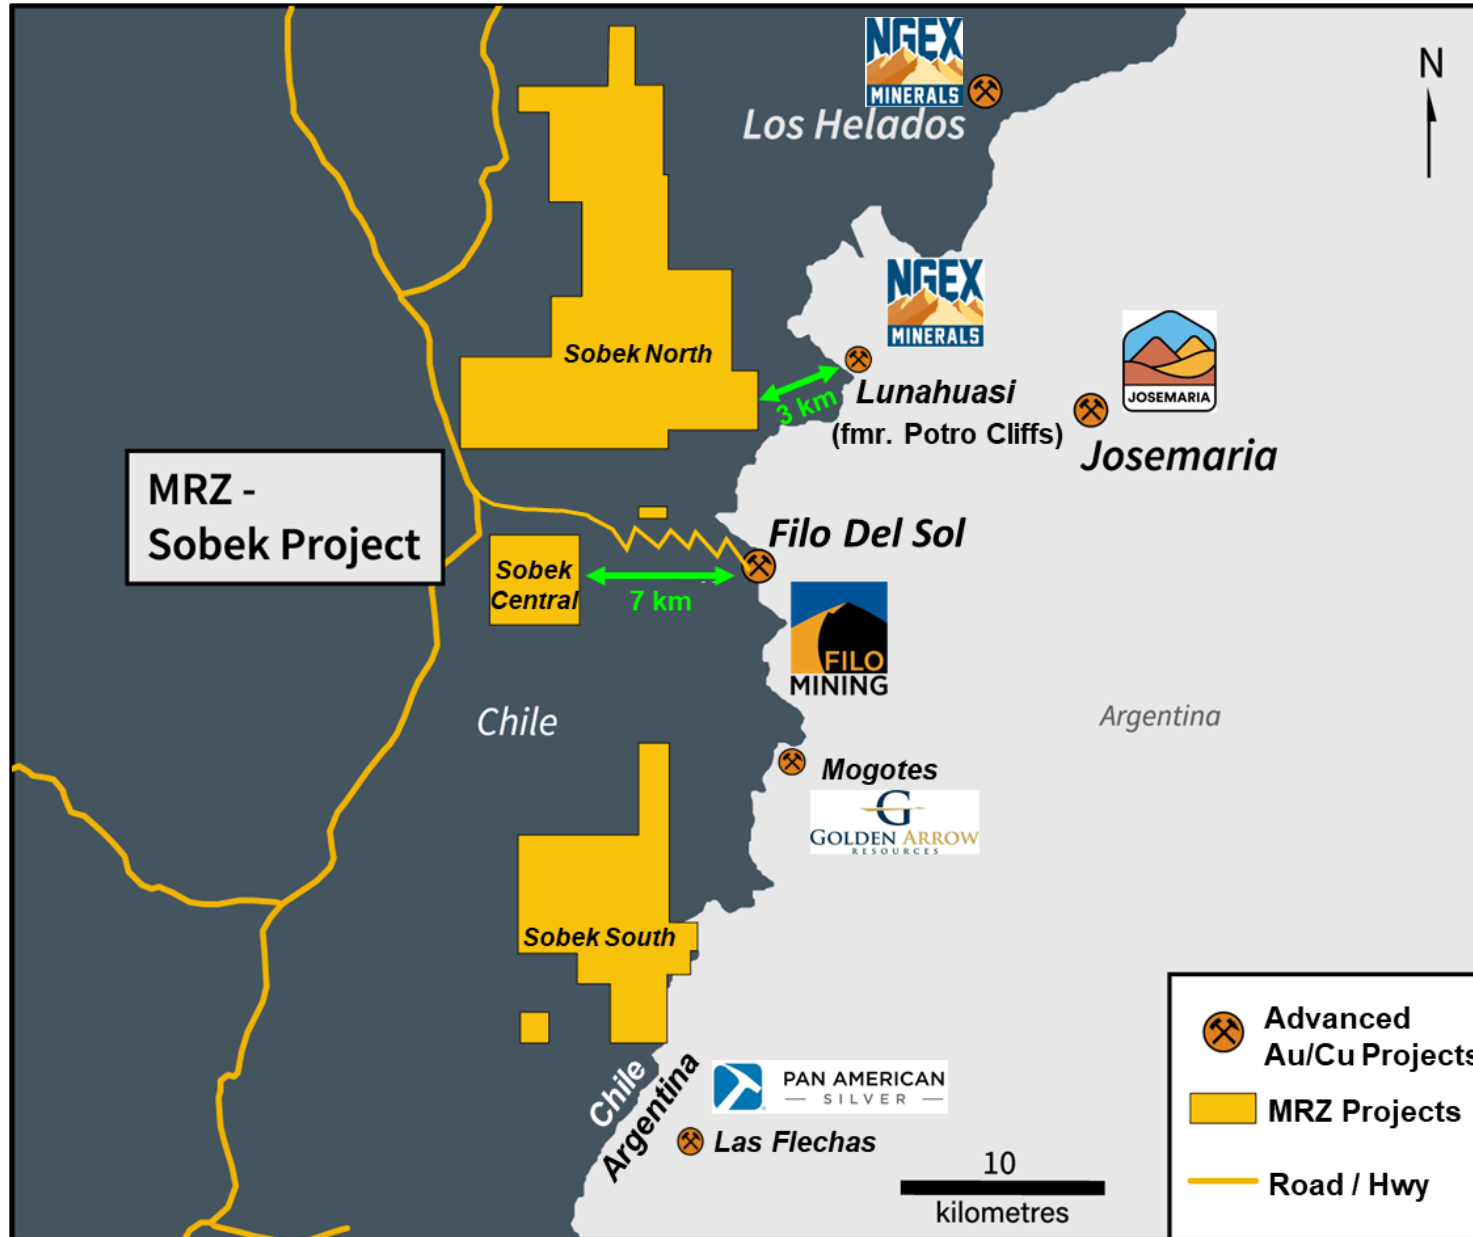 NGEX
MINERALS
Los Helados
N
NGEX
MINERALS
JOSEMARIA
Sobek North
3 km
Lunahuasi
(fmr. Potro Cliffs)
Josemaria
MRZ -
Sobek Project
Filo Del Sol
Sobek
Central
7 km
FILO
MINING
Chile
Argentina
Mogotes
G
GOLDEN ARROW
RESOURCES
Sobek South
Chile
Argentina
PAN AMERICAN
— SILVER —
Las Flechas
10
kilometres
Advanced
Au/Cu Projects
MRZ Projects
Road / Hwy